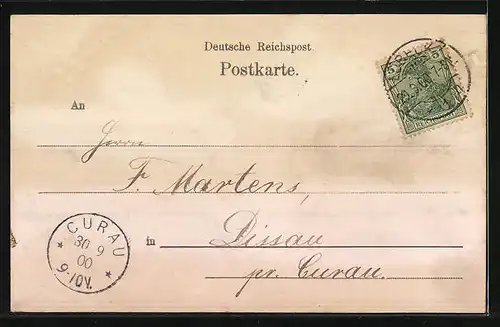 Deutsche Reichspost
Postkarte.
An
Herrn
F. Martens,
in Dissau
pr. Curau.
CURAU
30 9
00
9-10V.